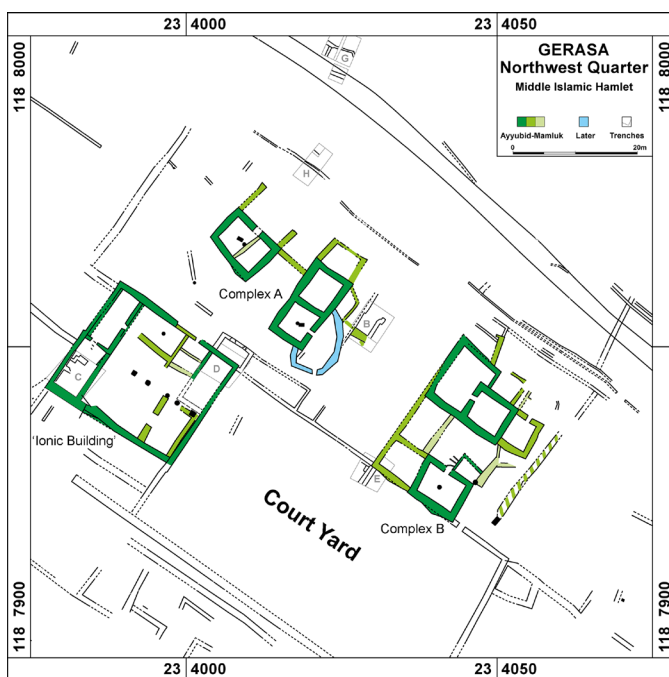 23 4000
23 4050
118 8000
118 8000
GERASA
Northwest Quarter
Middle Islamic Hamlet
Ayyubid-Mamluk
Later
Trenches
0
20m
G
H
Complex A
B
C
D
'Ionic Building'
E
Court Yard
Complex B
118 7900
118 7900
23 4000
23 4050